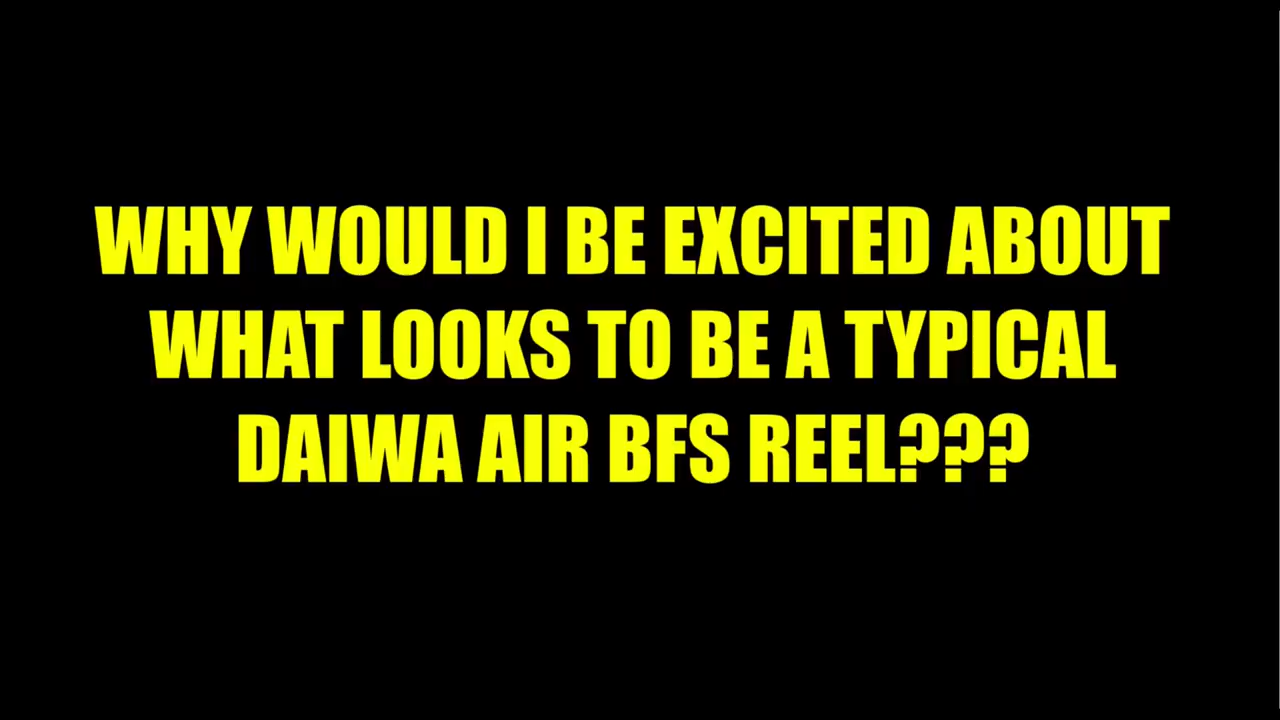 WHY WOULD I BE EXCITED ABOUT
WHAT LOOKS TO BE A TYPICAL
DAIWA AIR BFS REEL???